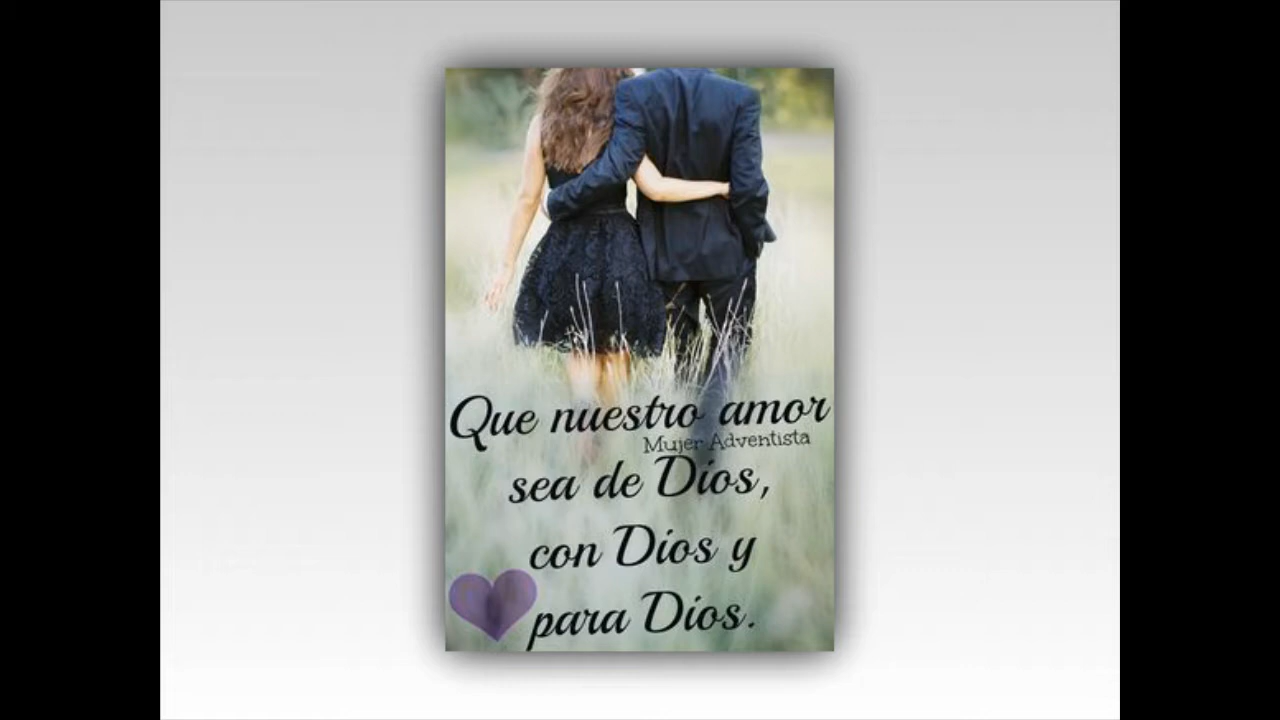 Que nuestro amor
Mujer Adventista
sea de Dios,
con Dios y
para Dios.